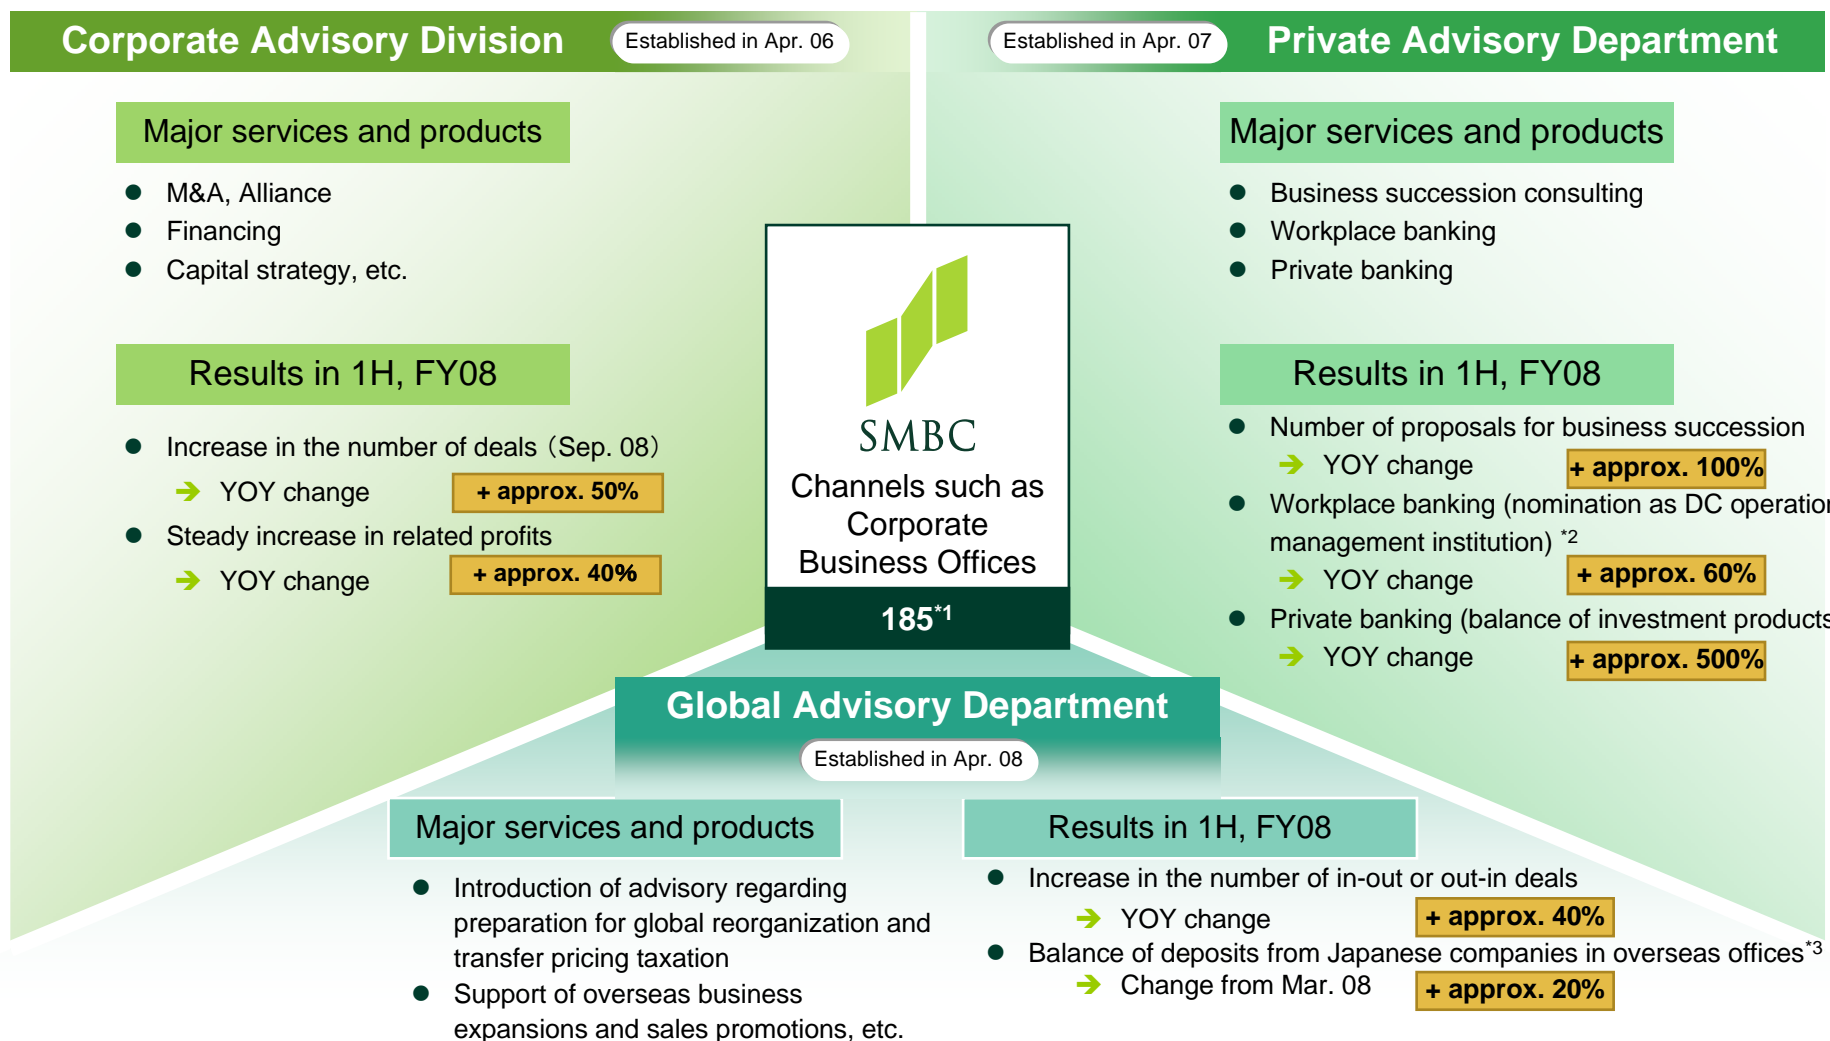 Corporate Advisory Division
Established in Apr. 06
Major services and products
● M&A, Alliance
● Financing
● Capital strategy, etc.
Results in 1H, FY08
● Increase in the number of deals（Sep. 08）
➔ YOY change + approx. 50%
● Steady increase in related profits
➔ YOY change + approx. 40%
Established in Apr. 07
Private Advisory Department
Major services and products
● Business succession consulting
● Workplace banking
● Private banking
Results in 1H, FY08
● Number of proposals for business succession
➔ YOY change + approx. 100%
● Workplace banking (nomination as DC operation
management institution) *2
➔ YOY change + approx. 60%
● Private banking (balance of investment products
➔ YOY change + approx. 500%
SMBC
Channels such as
Corporate
Business Offices
185*1
Global Advisory Department
Established in Apr. 08
Major services and products
● Introduction of advisory regarding
preparation for global reorganization and
transfer pricing taxation
● Support of overseas business
expansions and sales promotions, etc.
Results in 1H, FY08
● Increase in the number of in-out or out-in deals
➔ YOY change + approx. 40%
● Balance of deposits from Japanese companies in overseas offices*3
➔ Change from Mar. 08 + approx. 20%